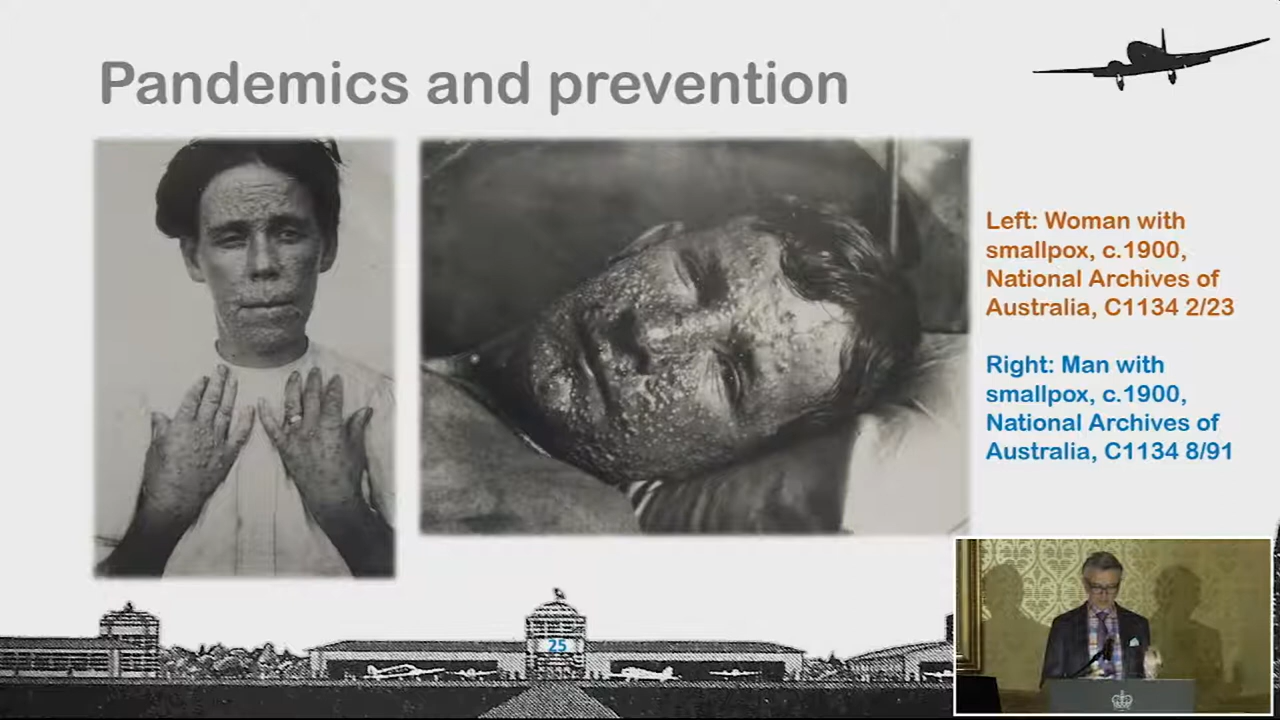 Pandemics and prevention
Left: Woman with
smallpox, c.1900,
National Archives of
Australia, C1134 2/23
Right: Man with
smallpox, c.1900,
National Archives of
Australia, C1134 8/91
25